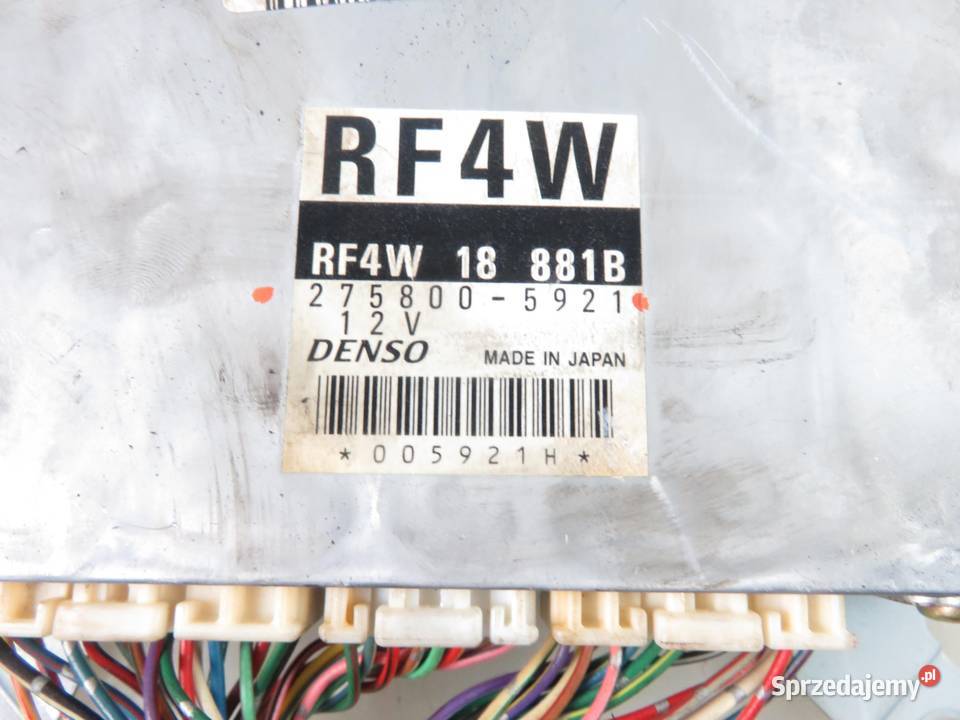 RF4W
RF4W 18 881B
275800-5921
12V
DENSO MADE IN JAPAN
*005921H*
Sprzedajemy.pl